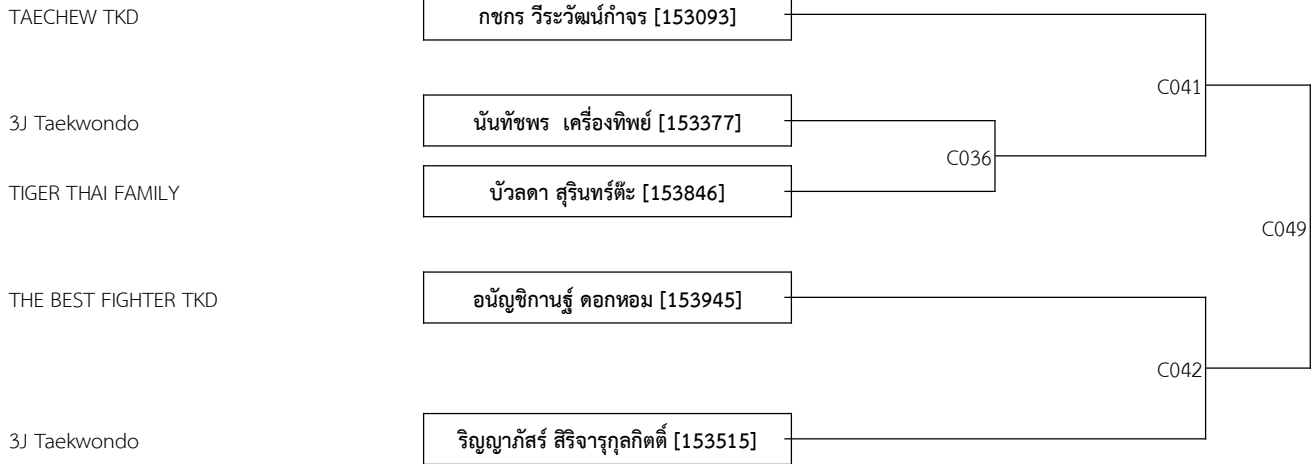 TAECHEW TKD กชกร วีระวัฒน์กำจร [153093]
C041
3J Taekwondo นันทัชพร เครื่องทิพย์ [153377]
C036
TIGER THAI FAMILY บัวลดา สุรินทร์ต๊ะ [153846]
C049
THE BEST FIGHTER TKD อนัญชิกานฐ์ ดอกหอม [153945]
C042
3J Taekwondo ริญญาภัสร์ สิริจารุกุลกิตติ์ [153515]